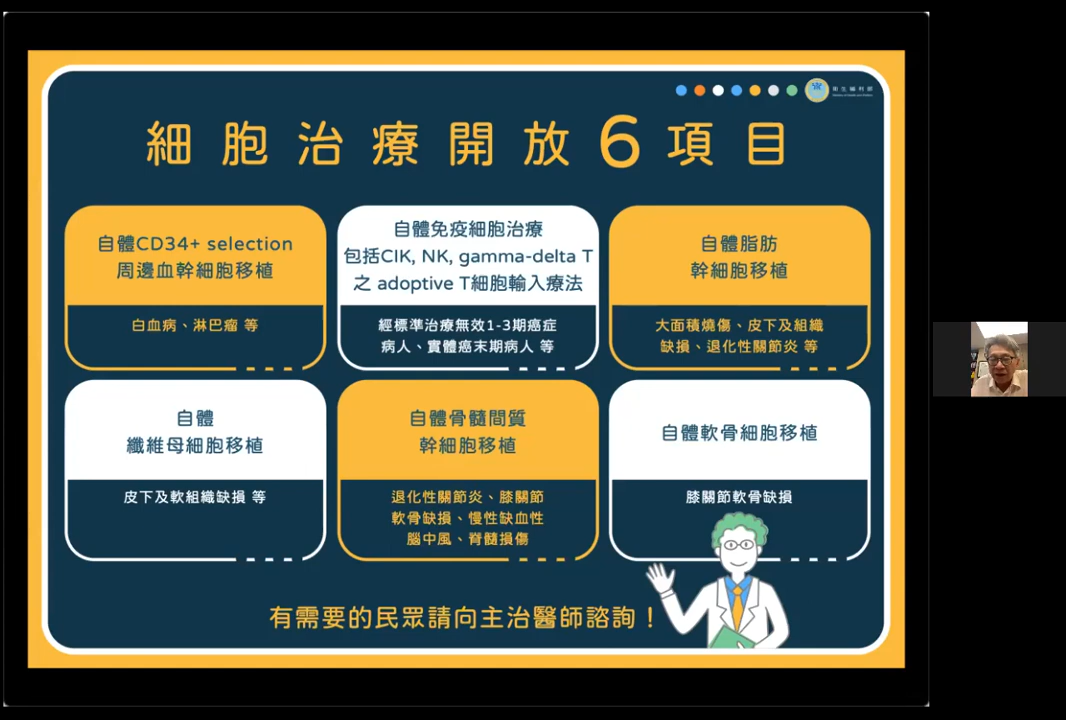 衛生福利部
細胞治療開放6項目
自體CD34+ selection
周邊血幹細胞移植
白血病、淋巴瘤 等
自體免疫細胞治療
包括CIK, NK, gamma-delta T
之 adoptive T細胞輸入療法
經標準治療無效1-3期癌症
病人、實體癌末期病人 等
自體脂肪
幹細胞移植
大面積燒傷、皮下及組織
缺損、退化性關節炎 等
自體
纖維母細胞移植
皮下及軟組織缺損 等
自體骨髓間質
幹細胞移植
退化性關節炎、膝關節
軟骨缺損、慢性缺血性
腦中風、脊髓損傷
自體軟骨細胞移植
膝關節軟骨缺損
有需要的民眾請向主治醫師諮詢！